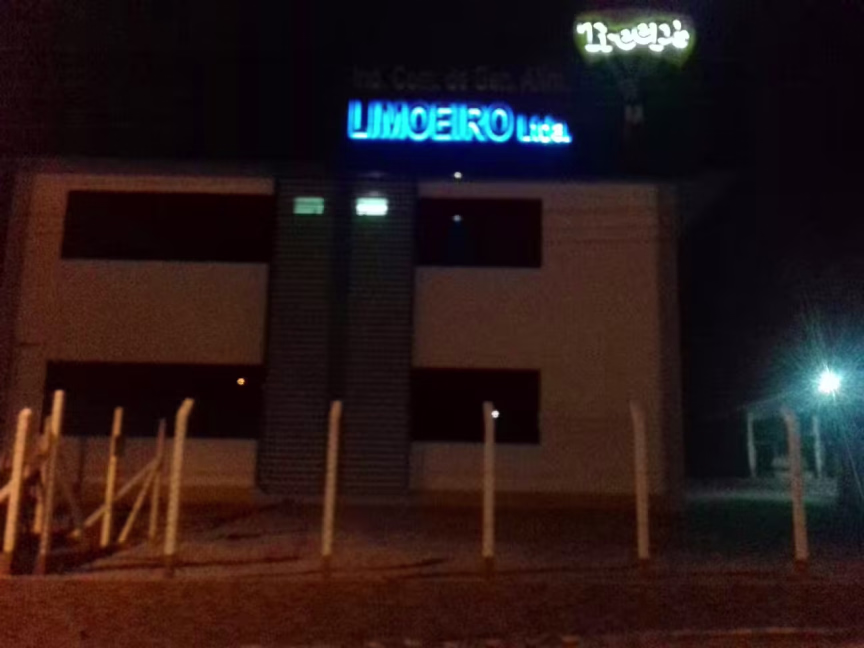 Ind. Com. de Gen. Alim.
LIMOEIRO Ltda.